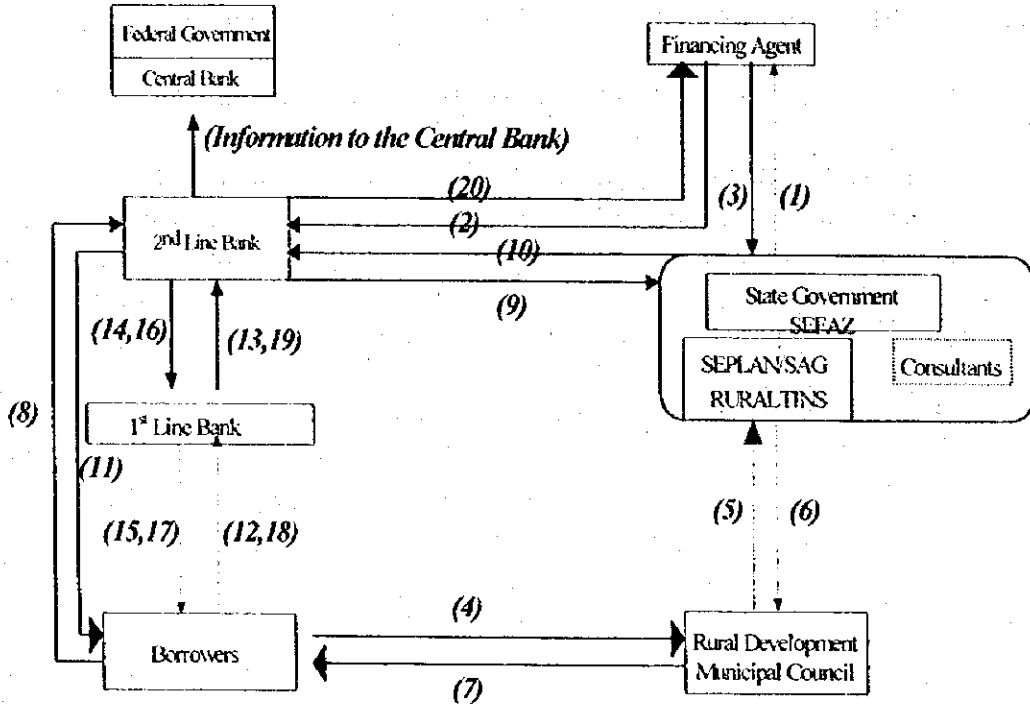 Federal Government
Central Bank
Financing Agent
(Information to the Central Bank)
(20)
(2)
(3)
(1)
2nd Line Bank
(10)
(9)
State Government
SEFAZ
(14,16)
(13,19)
SEPLAN/SAG
RURALTINS
Consultants
(8)
1st Line Bank
(11)
(15,17)
(12,18)
(5)
(6)
(4)
Borrowers
Rural Development
Municipal Council
(7)